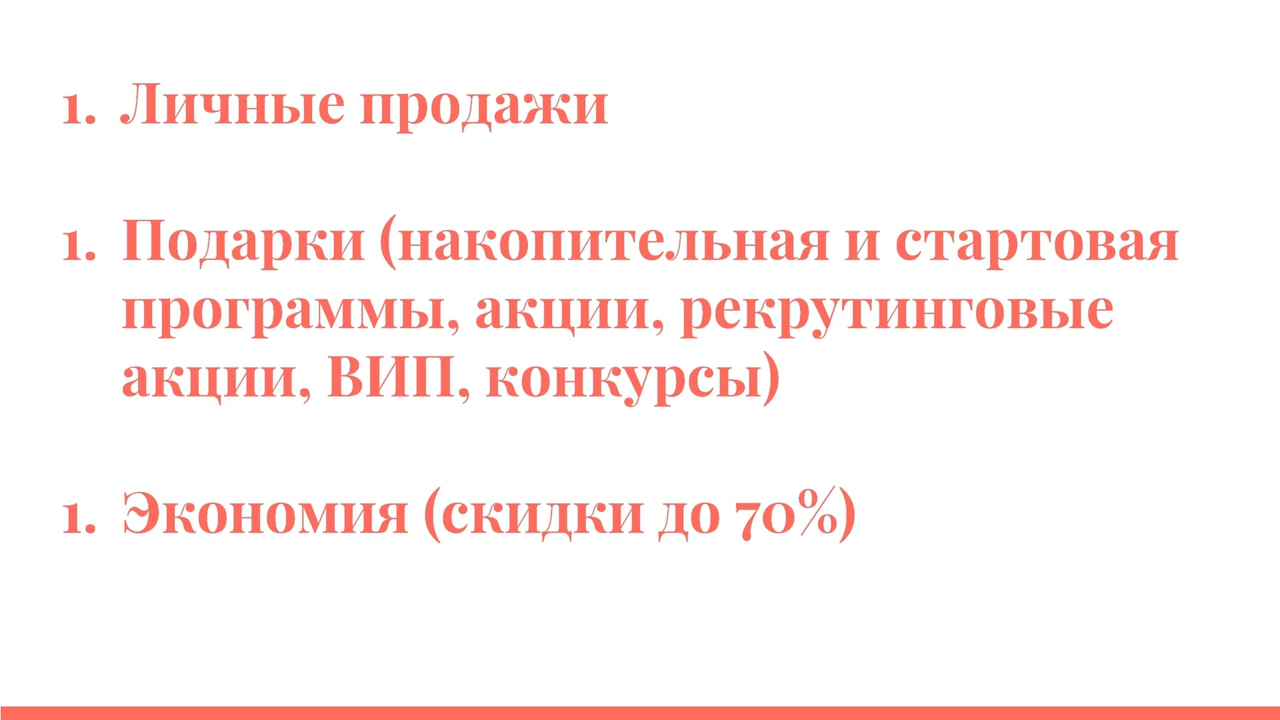 1. Личные продажи
1. Подарки (накопительная и стартовая
программы, акции, рекрутинговые
акции, ВИП, конкурсы)
1. Экономия (скидки до 70%)